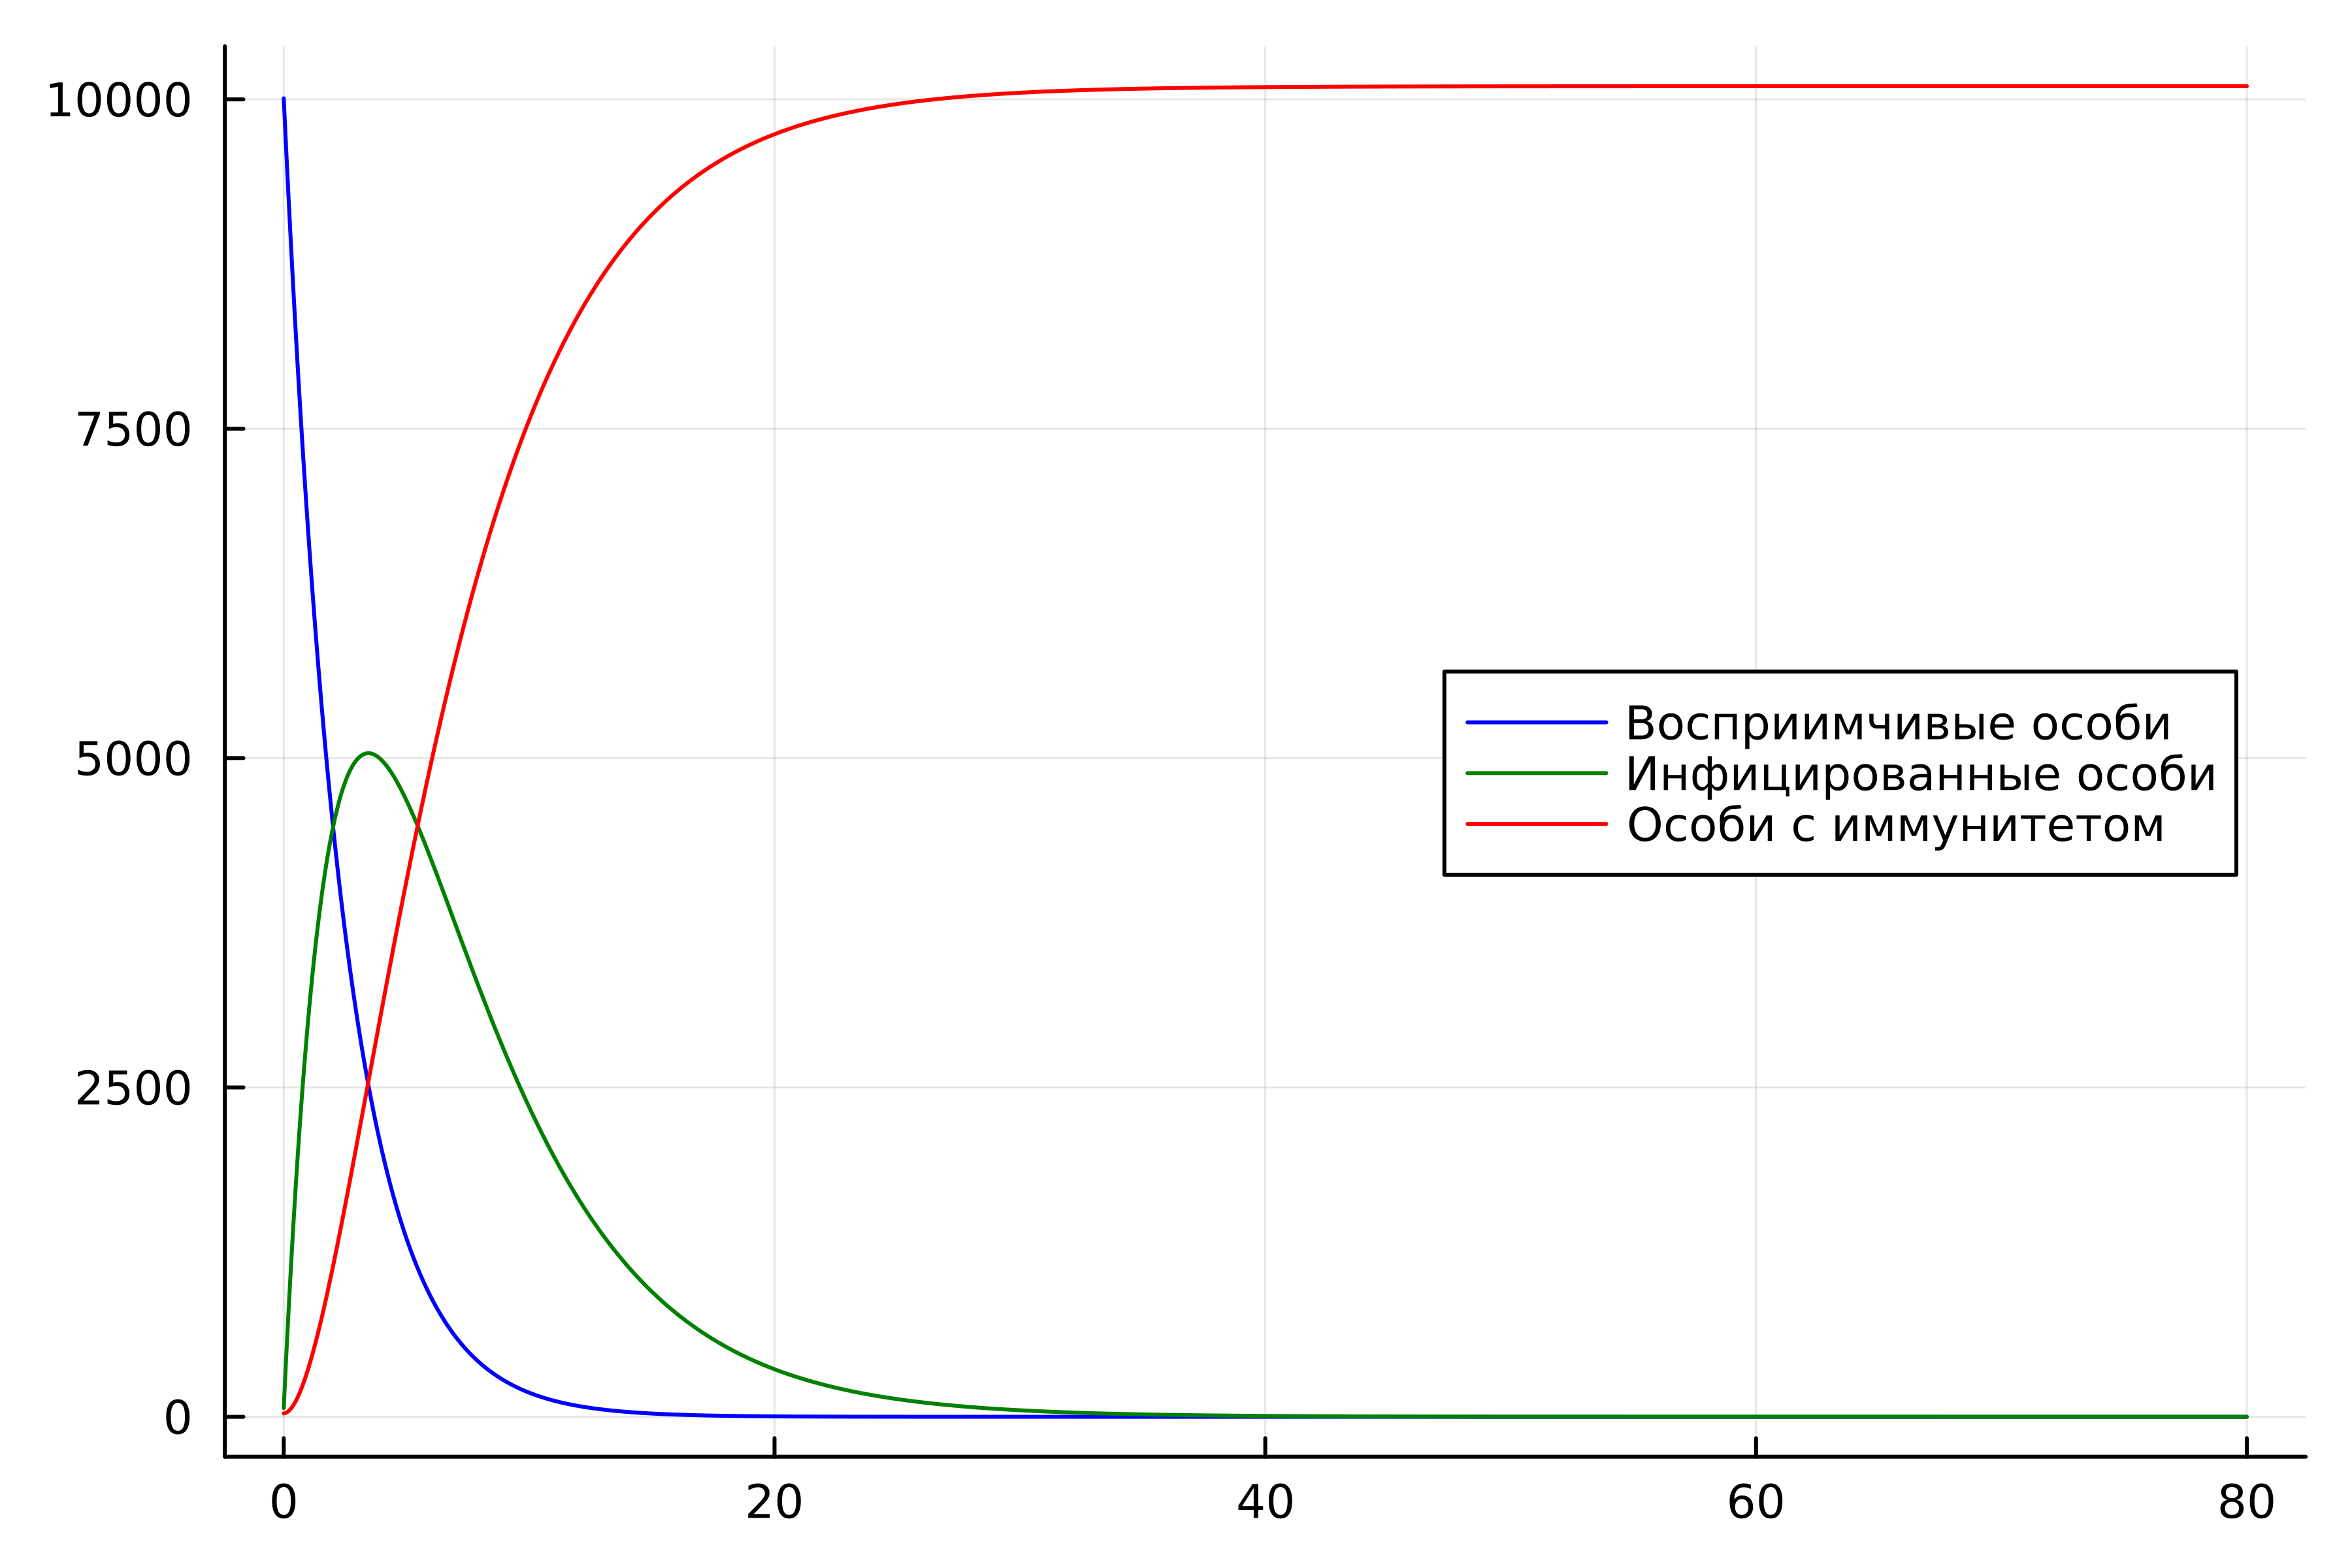 10000
7500
5000
2500
0
Восприимчивые особи
Инфицированные особи
Особи с иммунитетом
0 20 40 60 80